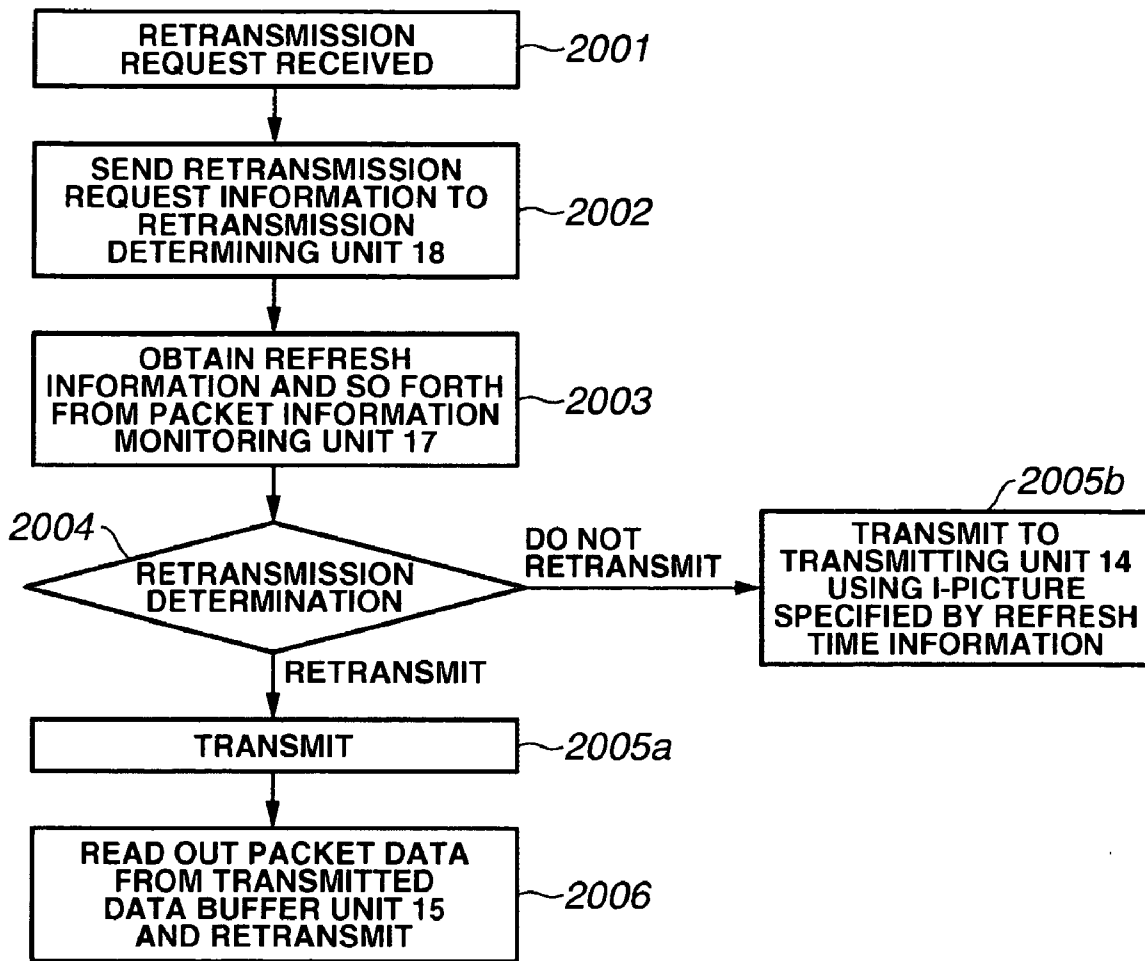 RETRANSMISSION
REQUEST RECEIVED
2001
SEND RETRANSMISSION
REQUEST INFORMATION TO
RETRANSMISSION
DETERMINING UNIT 18
2002
OBTAIN REFRESH
INFORMATION AND SO FORTH
FROM PACKET INFORMATION
MONITORING UNIT 17
2003
2004
RETRANSMISSION
DETERMINATION
DO NOT
RETRANSMIT
2005b
TRANSMIT TO
TRANSMITTING UNIT 14
USING I-PICTURE
SPECIFIED BY REFRESH
TIME INFORMATION
RETRANSMIT
TRANSMIT
2005a
READ OUT PACKET DATA
FROM TRANSMITTED
DATA BUFFER UNIT 15
AND RETRANSMIT
2006